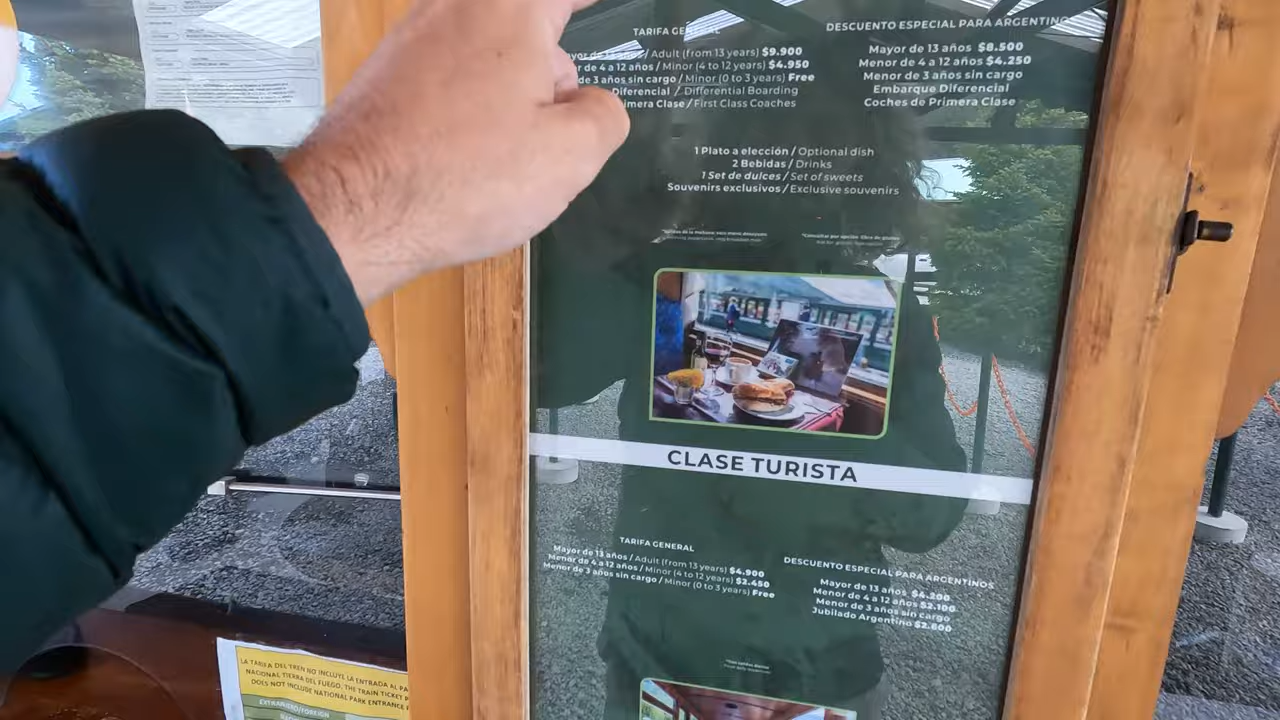 TARIFA GENERAL
/ Adult (from 13 years) $9.900
de 4 a 12 años / Minor (4 to 12 years) $4.950
de 3 años sin cargo / Minor (0 to 3 years) Free
Diferencial / Differential Boarding
Primera Clase / First Class Coaches
DESCUENTO ESPECIAL PARA ARGENTINO
Mayor de 13 años $8.500
Menor de 4 a 12 años $4.250
Menor de 3 años sin cargo
Embarque Diferencial
Coches de Primera Clase
1 Plato a elección / Optional dish
2 Bebidas / Drinks
1 Set de dulces / Set of sweets
Souvenirs exclusivos / Exclusive souvenirs
CLASE TURISTA
TARIFA GENERAL
Mayor de 13 años / Adult (from 13 years) $4.900
Menor de 4 a 12 años / Minor (4 to 12 years) $2.450
Menor de 3 años sin cargo / Minor (0 to 3 years) Free
DESCUENTO ESPECIAL PARA ARGENTINOS
Mayor de 13 años $4.200
Menor de 4 a 12 años $2.100
Menor de 3 años sin cargo
Jubilado Argentino $2.600
LA TARIFA DEL TREN NO INCLUYE LA ENTRADA AL PA
NACIONAL TIERRA DEL FUEGO. THE TRAIN TICKET
DOES NOT INCLUDE NATIONAL PARK ENTRANCE
EXTRANJERO/FOREIGN